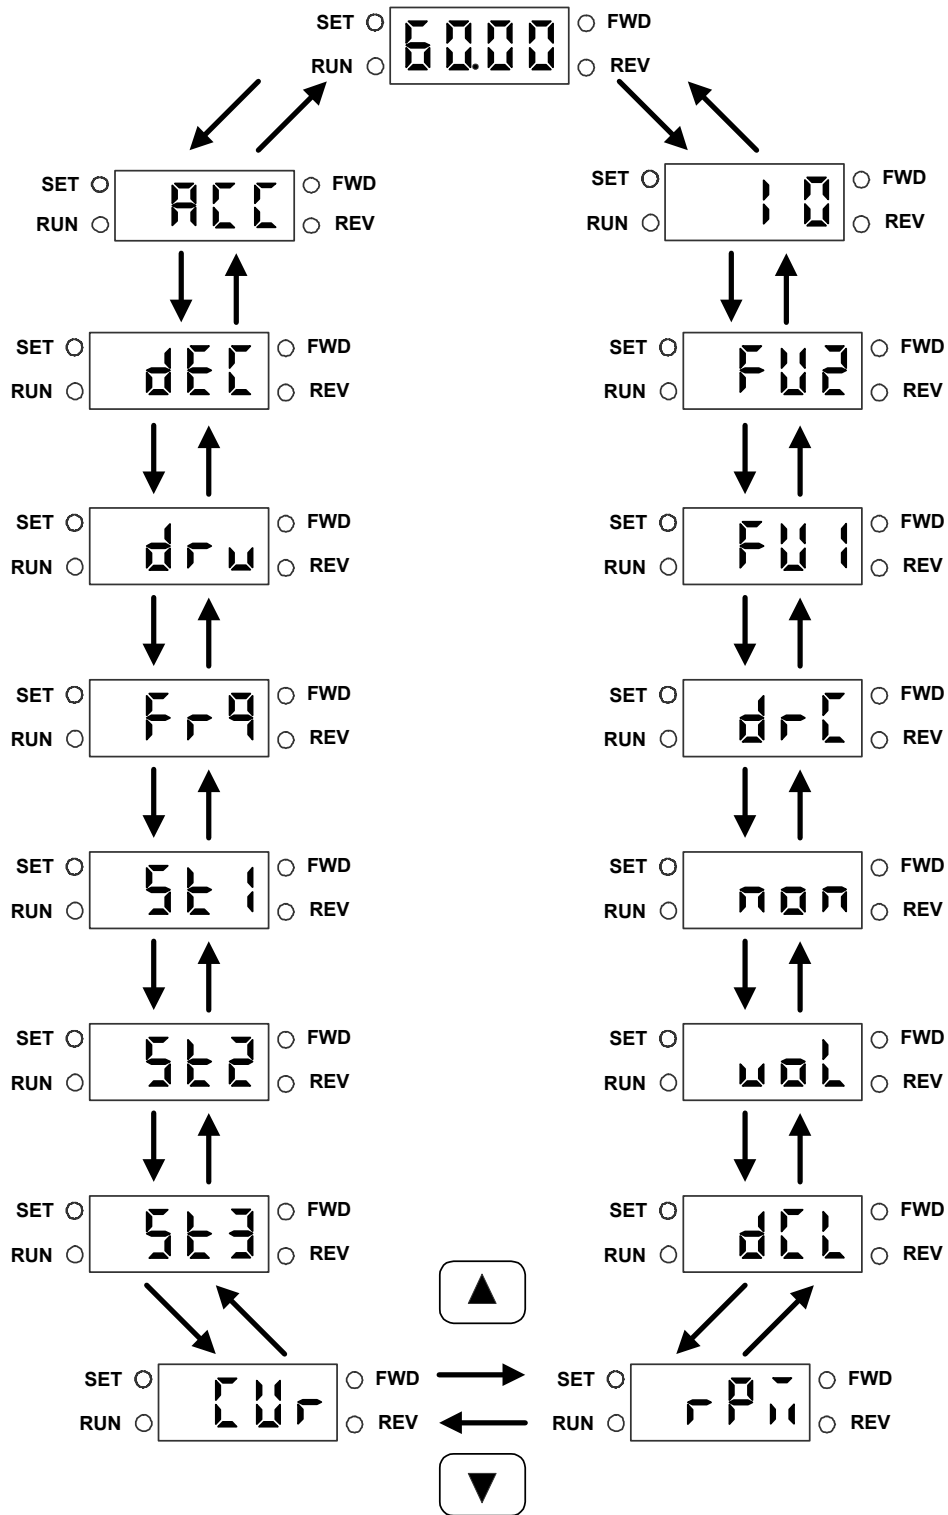 SET 60.00 FWD
RUN REV
SET ACC FWD
RUN REV
SET dEC FWD
RUN REV
SET drv FWD
RUN REV
SET Frq FWD
RUN REV
SET St1 FWD
RUN REV
SET St2 FWD
RUN REV
SET St3 FWD
RUN REV
SET CUr FWD
RUN REV
SET rPm FWD
RUN REV
SET dCL FWD
RUN REV
SET voL FWD
RUN REV
SET non FWD
RUN REV
SET drC FWD
RUN REV
SET FU1 FWD
RUN REV
SET FU2 FWD
RUN REV
SET I O FWD
RUN REV